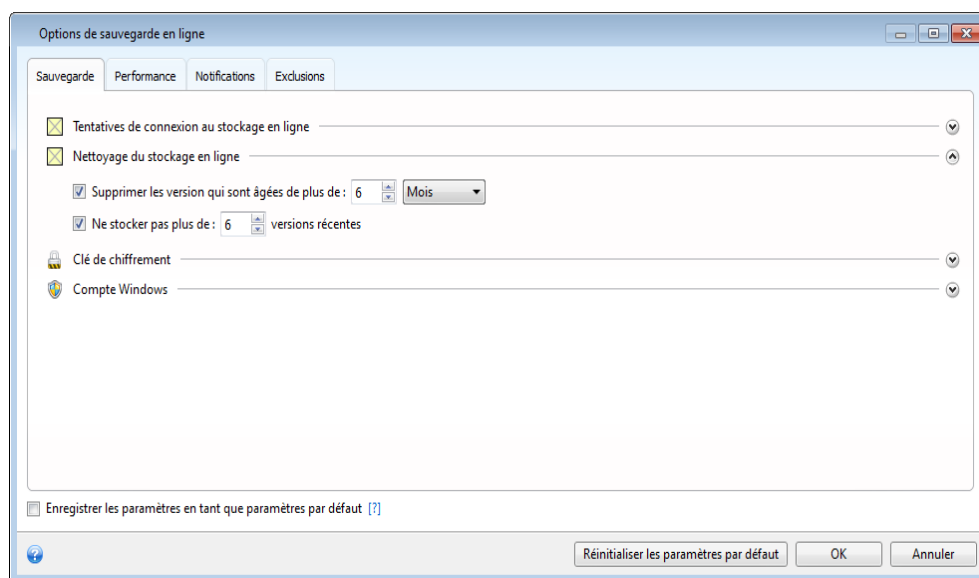 Options de sauvegarde en ligne
Sauvegarde Performance Notifications Exclusions
Tentatives de connexion au stockage en ligne
Nettoyage du stockage en ligne
Supprimer les version qui sont âgées de plus de : 6 Mois
Ne stocker pas plus de : 6 versions récentes
Clé de chiffrement
Compte Windows
Enregistrer les paramètres en tant que paramètres par défaut [?]
Réinitialiser les paramètres par défaut OK Annuler